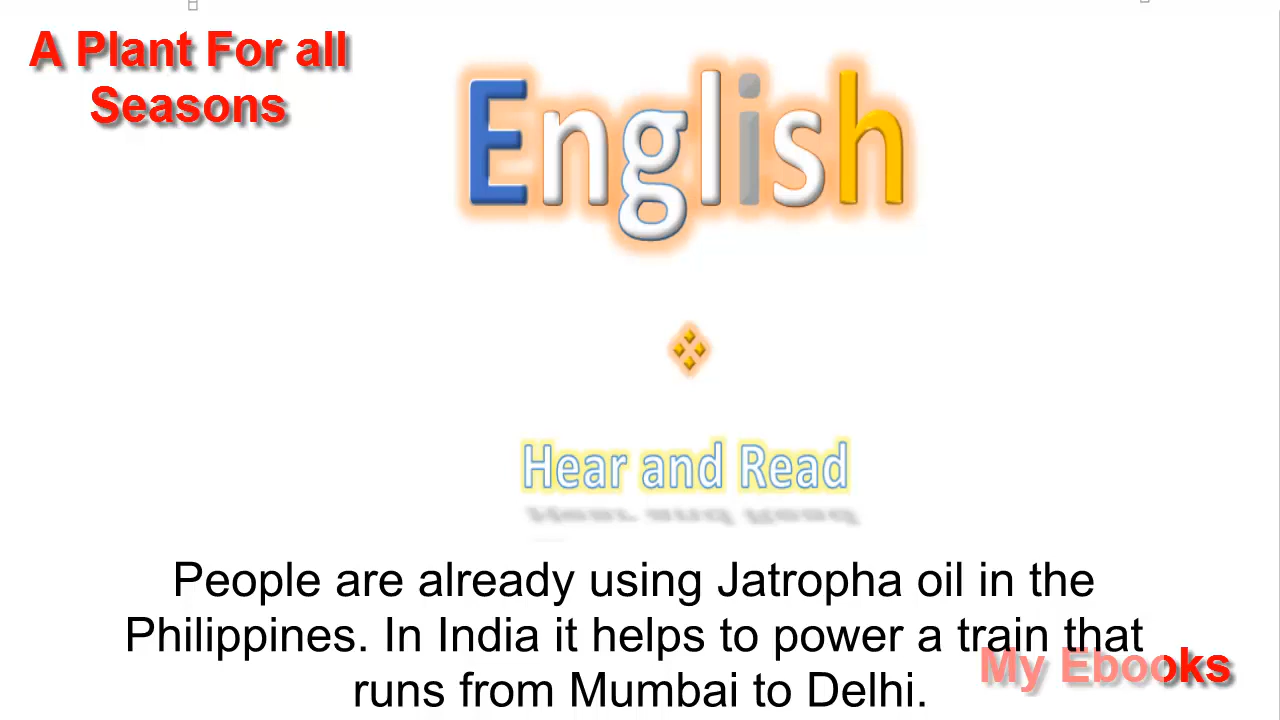 A Plant For all
Seasons
English
Hear and Read
People are already using Jatropha oil in the
Philippines. In India it helps to power a train that
runs from Mumbai to Delhi.
My Ebooks